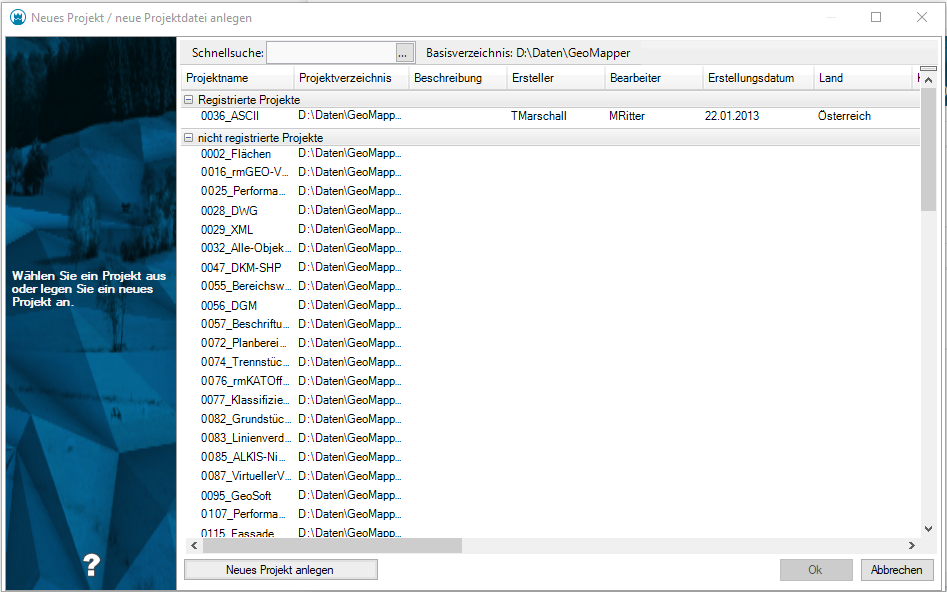 Neues Projekt / neue Projektdatei anlegen
Schnellsuche: ... Basisverzeichnis: D:\Daten\GeoMapper
Projektname Projektverzeichnis Beschreibung Ersteller Bearbeiter Erstellungsdatum Land
Registrierte Projekte
0036_ASCII D:\Daten\GeoMapp... TMarschall MRitter 22.01.2013 Österreich
nicht registrierte Projekte
0002_Flächen D:\Daten\GeoMapp...
0016_rmGEO-V... D:\Daten\GeoMapp...
0025_Performa... D:\Daten\GeoMapp...
0028_DWG D:\Daten\GeoMapp...
0029_XML D:\Daten\GeoMapp...
0032_Alle-Objek... D:\Daten\GeoMapp...
0047_DKM-SHP D:\Daten\GeoMapp...
0055_Bereichsw... D:\Daten\GeoMapp...
0056_DGM D:\Daten\GeoMapp...
0057_Beschriftu... D:\Daten\GeoMapp...
0072_Planberei... D:\Daten\GeoMapp...
0074_Trennstüc... D:\Daten\GeoMapp...
0076_rmKATOff... D:\Daten\GeoMapp...
0077_Klassifizie... D:\Daten\GeoMapp...
0082_Grundstüc... D:\Daten\GeoMapp...
0083_Linienverd... D:\Daten\GeoMapp...
0085_ALKIS-Ni... D:\Daten\GeoMapp...
0087_VirtuellerV... D:\Daten\GeoMapp...
0095_GeoSoft D:\Daten\GeoMapp...
0107_Performa... D:\Daten\GeoMapp...
0115_Fassade D:\Daten\GeoMapp...
Wählen Sie ein Projekt aus
oder legen Sie ein neues
Projekt an.
?
Neues Projekt anlegen Ok Abbrechen